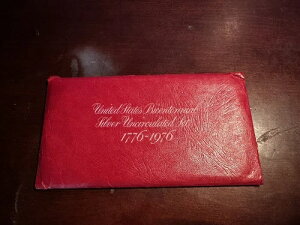 United States Bicentennial
Silver Uncirculated Set
1776-1976